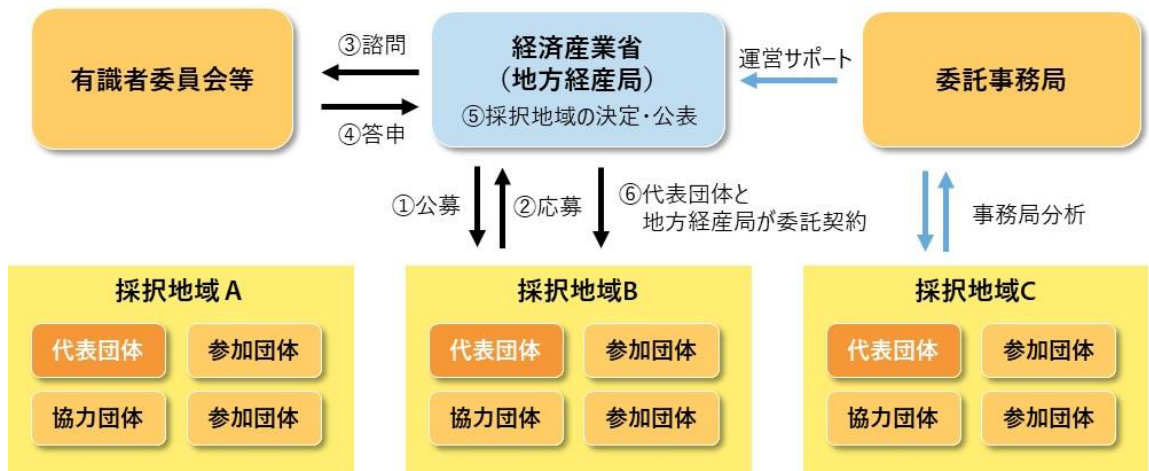 有識者委員会等
③諮問
④答申
経済産業省
（地方経産局）
⑤採択地域の決定・公表
運営サポート
委託事務局
①公募
②応募
⑥代表団体と
地方経産局が委託契約
事務局分析
採択地域 A
代表団体
参加団体
協力団体
参加団体
採択地域B
代表団体
参加団体
協力団体
参加団体
採択地域C
代表団体
参加団体
協力団体
参加団体